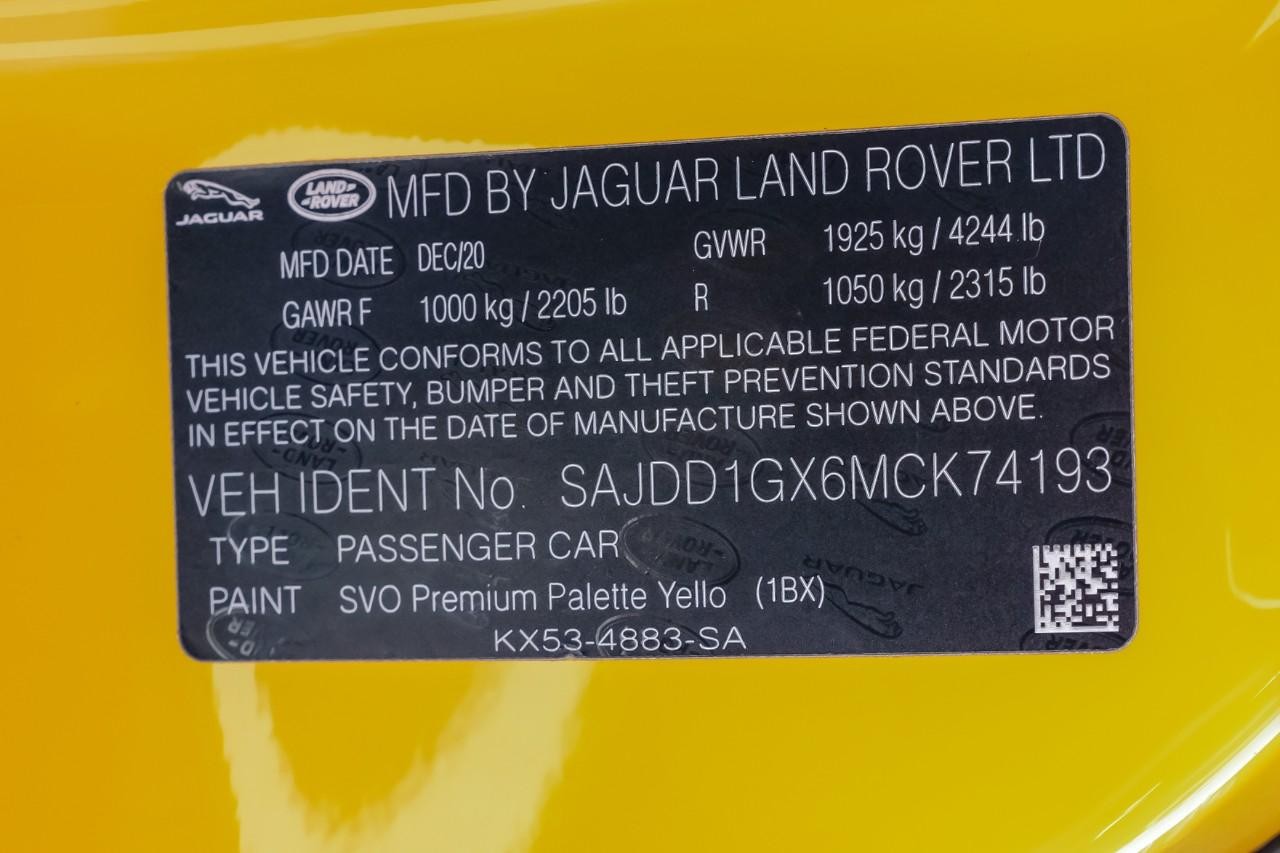 JAGUAR LAND ROVER MFD BY JAGUAR LAND ROVER LTD
MFD DATE DEC/20 GVWR 1925 kg / 4244 lb
GAWR F 1000 kg / 2205 lb R 1050 kg / 2315 lb
THIS VEHICLE CONFORMS TO ALL APPLICABLE FEDERAL MOTOR
VEHICLE SAFETY, BUMPER AND THEFT PREVENTION STANDARDS
IN EFFECT ON THE DATE OF MANUFACTURE SHOWN ABOVE.
VEH IDENT No. SAJDD1GX6MCK74193
TYPE PASSENGER CAR
PAINT SVO Premium Palette Yello (1BX)
KX53-4883-SA